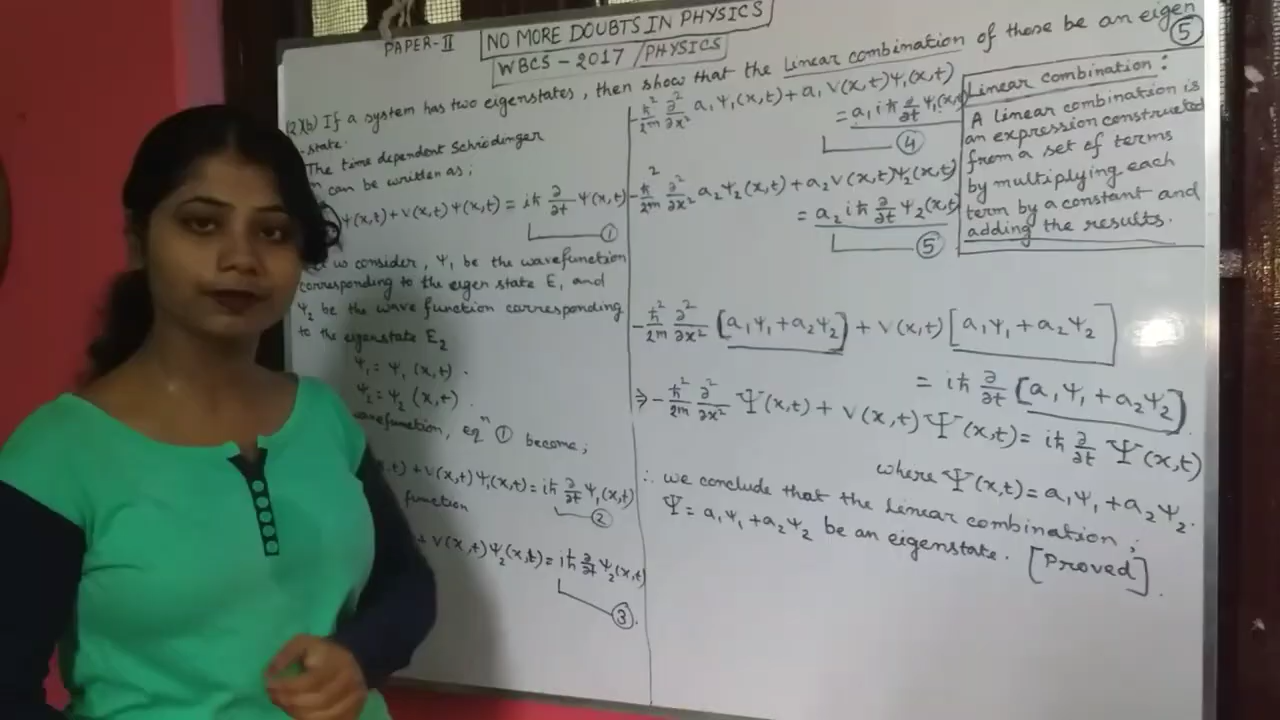 PAPER-II
NO MORE DOUBTS IN PHYSICS
WBCS - 2017 / PHYSICS
5
(2)(b) If a system has two eigenstates, then show that the linear combination of those be an eigen
-state.
The time dependent Schrodinger
can be written as;
ψ(x,t) + V(x,t) ψ(x,t) = iℏ ∂/∂t ψ(x,t)
①
w consider, ψ₁ be the wavefunction
corresponding to the eigen state E₁ and
ψ₂ be the wave function carresponding
to the eigenstate E₂
ψ₁ = ψ₁ (x,t) .
ψ₂ = ψ₂ (x,t) .
wavefunction, eqⁿ ① become;
,t) + V(x,t) ψ₁(x,t) = iℏ ∂/∂t ψ₁(x,t)
②
function
+ V(x,t) ψ₂(x,t) = iℏ ∂/∂t ψ₂(x,t)
③.
-ℏ²/2m ∂²/∂x² a₁ψ₁(x,t) + a₁ V(x,t) ψ₁(x,t)
= a₁ iℏ ∂/∂t ψ₁(x,t)
④
-ℏ²/2m ∂²/∂x² a₂ψ₂(x,t) + a₂ V(x,t) ψ₂(x,t)
= a₂ iℏ ∂/∂t ψ₂(x,t)
⑤
-ℏ²/2m ∂²/∂x² [a₁ψ₁ + a₂ψ₂] + V(x,t) [a₁ψ₁ + a₂ψ₂]
= iℏ ∂/∂t [a₁ψ₁ + a₂ψ₂]
⇒ -ℏ²/2m ∂²/∂x² Ψ(x,t) + V(x,t) Ψ(x,t) = iℏ ∂/∂t Ψ(x,t)
where Ψ(x,t) = a₁ψ₁ + a₂ψ₂.
∴ we conclude that the linear combination;
Ψ = a₁ψ₁ + a₂ψ₂ be an eigenstate. [Proved].
Linear combination :
A linear combination is
an expression constructed
from a set of terms
by multiplying each
term by a constant and
adding the results.